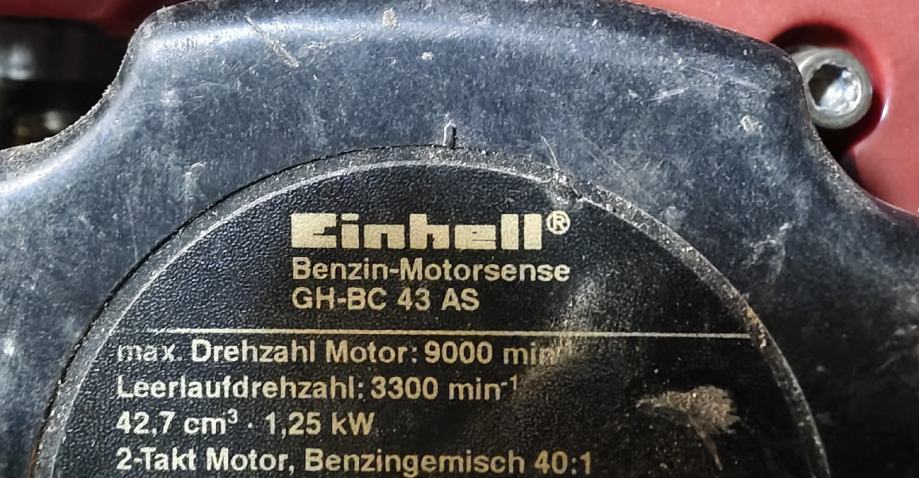 Einhell®
Benzin-Motorsense
GH-BC 43 AS
max. Drehzahl Motor: 9000 min
Leerlaufdrehzahl: 3300 min⁻¹
42,7 cm³ · 1,25 kW
2-Takt Motor, Benzingemisch 40:1